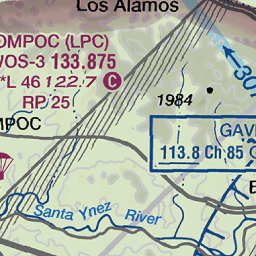 Los Alamos
OMPOC (LPC)
WOS-3 133.875
*L 46 122.7 C
RP 25
MPOC
1984
GAVI
113.8 Ch 85
Santa Ynez River